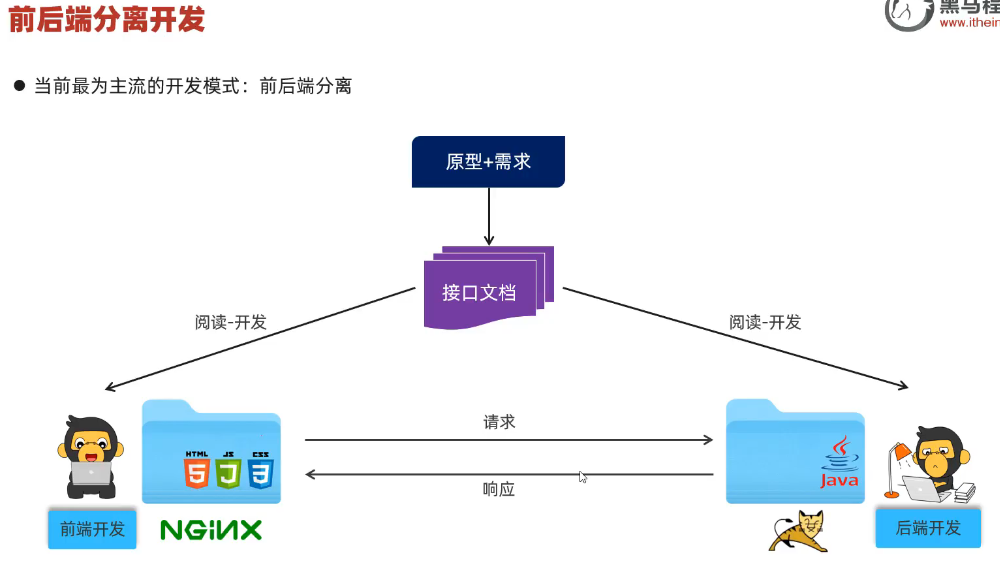 前后端分离开发
黑马程
www.itheim
● 当前最为主流的开发模式：前后端分离
原型+需求
接口文档
阅读-开发
阅读-开发
请求
响应
HTML JS CSS
Java
前端开发
NGINX
后端开发